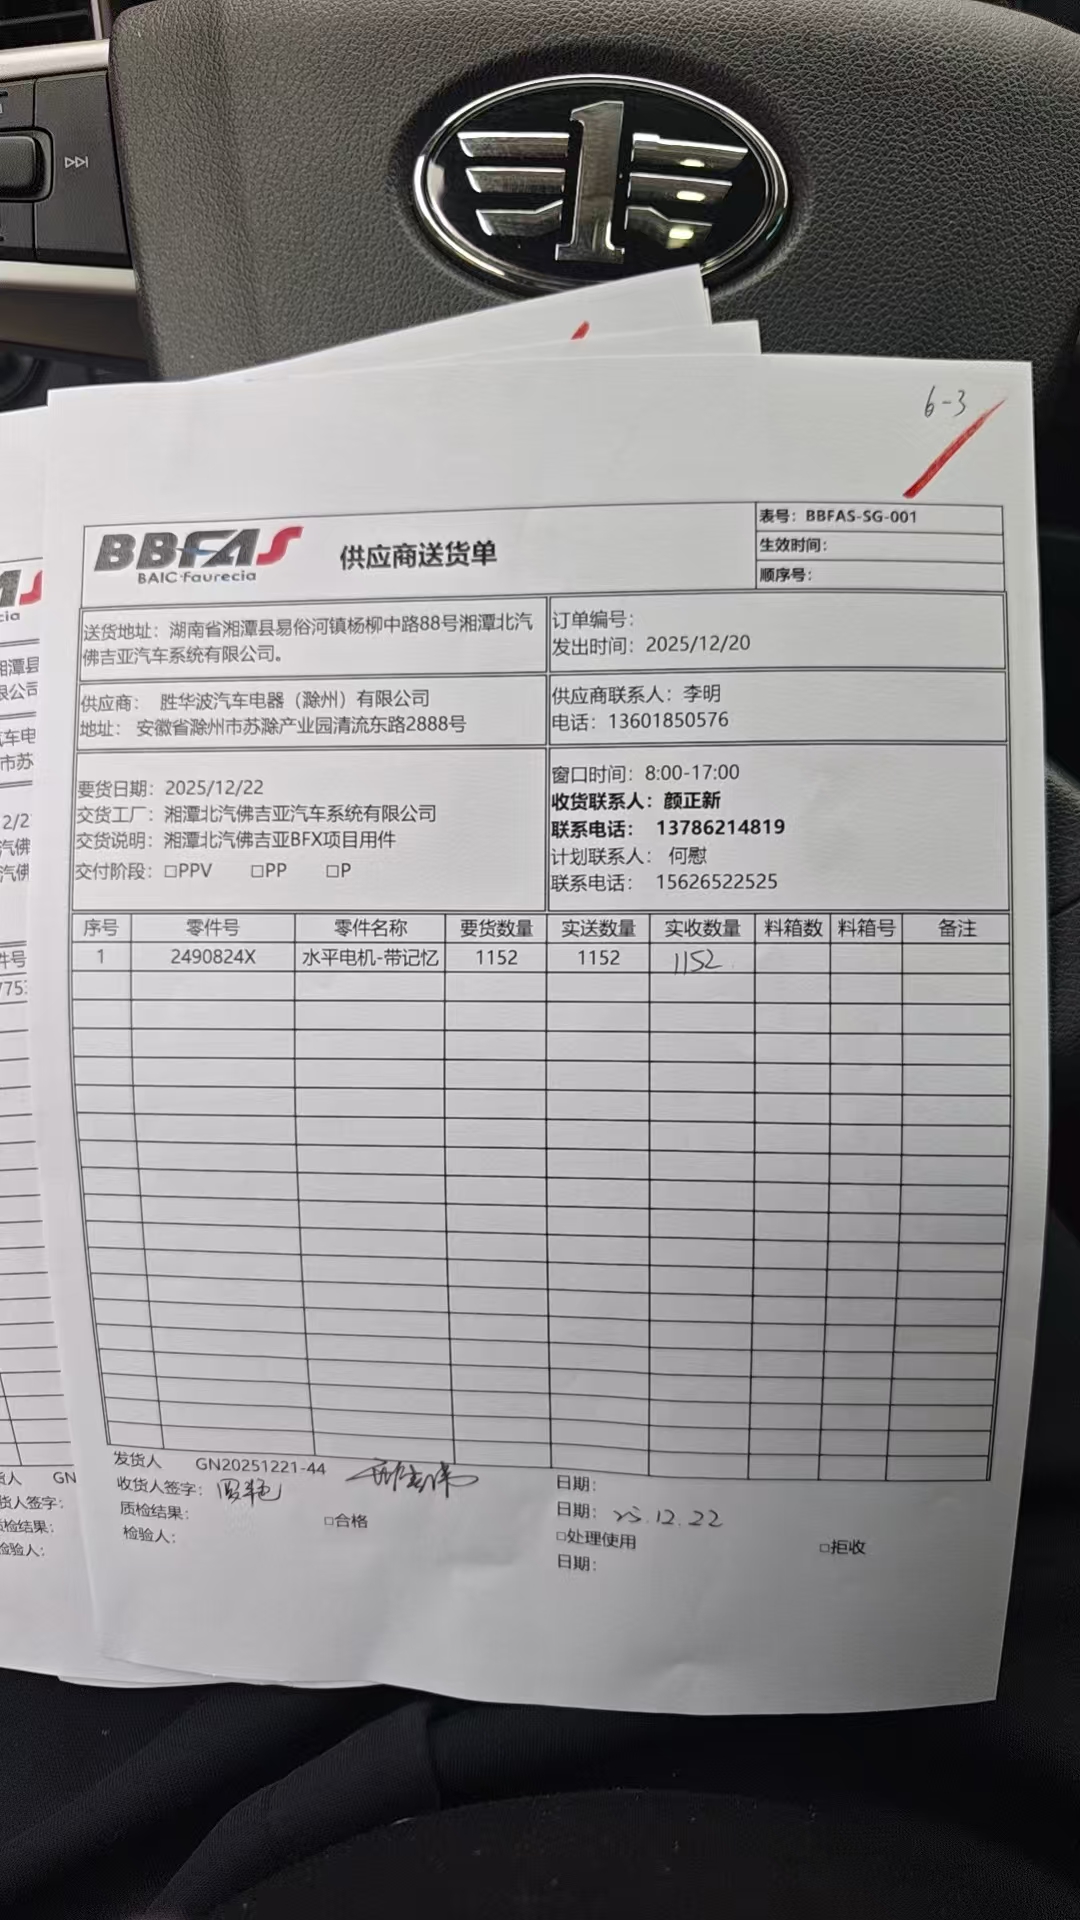 6-3
BBFAS
BAIC-Faurecia
供应商送货单
表号：BBFAS-SG-001
生效时间：
顺序号：
送货地址：湖南省湘潭县易俗河镇杨柳中路88号湘潭北汽
佛吉亚汽车系统有限公司。
订单编号：
发出时间：2025/12/20
供应商： 胜华波汽车电器（滁州）有限公司
地址： 安徽省滁州市苏滁产业园清流东路2888号
供应商联系人：李明
电话：13601850576
要货日期：2025/12/22
交货工厂：湘潭北汽佛吉亚汽车系统有限公司
交货说明：湘潭北汽佛吉亚BFX项目用件
交付阶段：□PPV □PP □P
窗口时间：8:00-17:00
收货联系人：颜正新
联系电话： 13786214819
计划联系人： 何慰
联系电话： 15626522525
序号 零件号 零件名称 要货数量 实送数量 实收数量 料箱数 料箱号 备注
1 2490824X 水平电机-带记忆 1152 1152 1152
发货人 GN20251221-44 日期：
收货人签字： 日期：25.12.22
质检结果： □合格 □处理使用 □拒收
检验人： 日期：